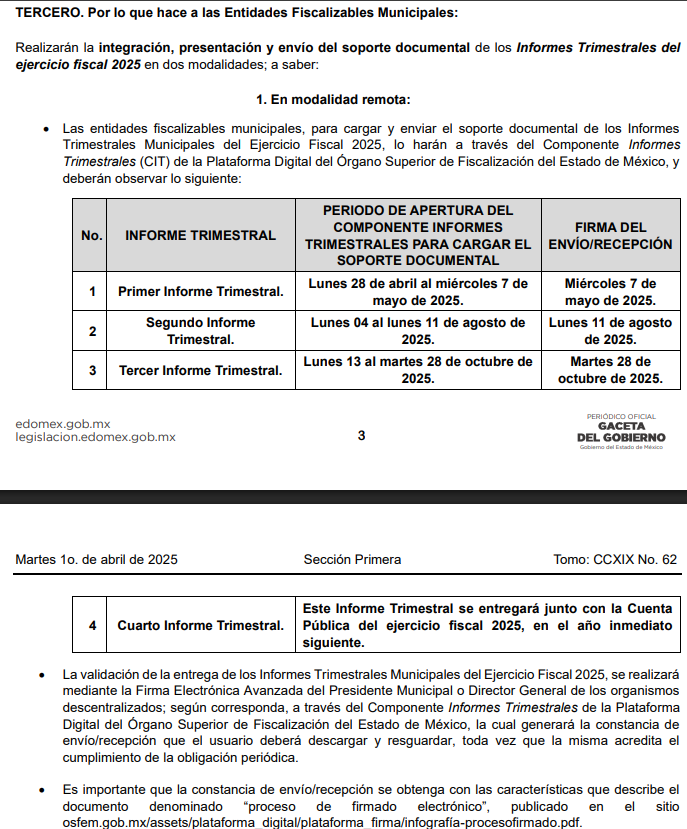 TERCERO. Por lo que hace a las Entidades Fiscalizables Municipales:
Realizarán la integración, presentación y envío del soporte documental de los Informes Trimestrales del
ejercicio fiscal 2025 en dos modalidades; a saber:
1. En modalidad remota:
• Las entidades fiscalizables municipales, para cargar y enviar el soporte documental de los Informes
Trimestrales Municipales del Ejercicio Fiscal 2025, lo harán a través del Componente Informes
Trimestrales (CIT) de la Plataforma Digital del Órgano Superior de Fiscalización del Estado de México, y
deberán observar lo siguiente:
No.
INFORME TRIMESTRAL
PERIODO DE APERTURA DEL
COMPONENTE INFORMES
TRIMESTRALES PARA CARGAR EL
SOPORTE DOCUMENTAL
FIRMA DEL
ENVÍO/RECEPCIÓN
1
Primer Informe Trimestral.
Lunes 28 de abril al miércoles 7 de
mayo de 2025.
Miércoles 7 de
mayo de 2025.
2
Segundo Informe
Trimestral.
Lunes 04 al lunes 11 de agosto de
2025.
Lunes 11 de agosto
de 2025.
3
Tercer Informe Trimestral.
Lunes 13 al martes 28 de octubre de
2025.
Martes 28 de
octubre de 2025.
edomex.gob.mx
legislacion.edomex.gob.mx
3
PERIÓDICO OFICIAL
GACETA
DEL GOBIERNO
Gobierno del Estado de México
Martes 1o. de abril de 2025
Sección Primera
Tomo: CCXIX No. 62
4
Cuarto Informe Trimestral.
Este Informe Trimestral se entregará junto con la Cuenta
Pública del ejercicio fiscal 2025, en el año inmediato
siguiente.
• La validación de la entrega de los Informes Trimestrales Municipales del Ejercicio Fiscal 2025, se realizará
mediante la Firma Electrónica Avanzada del Presidente Municipal o Director General de los organismos
descentralizados; según corresponda, a través del Componente Informes Trimestrales de la Plataforma
Digital del Órgano Superior de Fiscalización del Estado de México, la cual generará la constancia de
envío/recepción que el usuario deberá descargar y resguardar, toda vez que la misma acredita el
cumplimiento de la obligación periódica.
• Es importante que la constancia de envío/recepción se obtenga con las características que describe el
documento denominado “proceso de firmado electrónico”, publicado en el sitio
osfem.gob.mx/assets/plataforma_digital/plataforma_firma/infografía-procesofirmado.pdf.